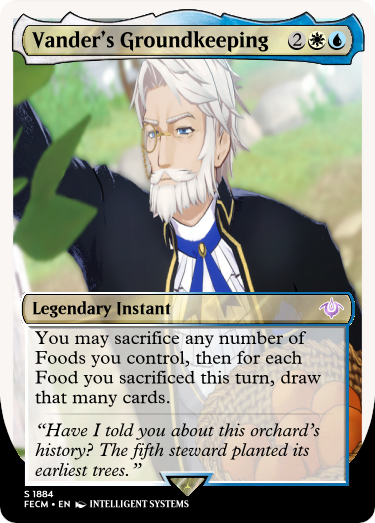 Vander's Groundkeeping 2
Legendary Instant
You may sacrifice any number of
Foods you control, then for each
Food you sacrificed this turn, draw
that many cards.
“Have I told you about this orchard's
history? The fifth steward planted its
earliest trees.”
S 1884
FECM • EN INTELLIGENT SYSTEMS